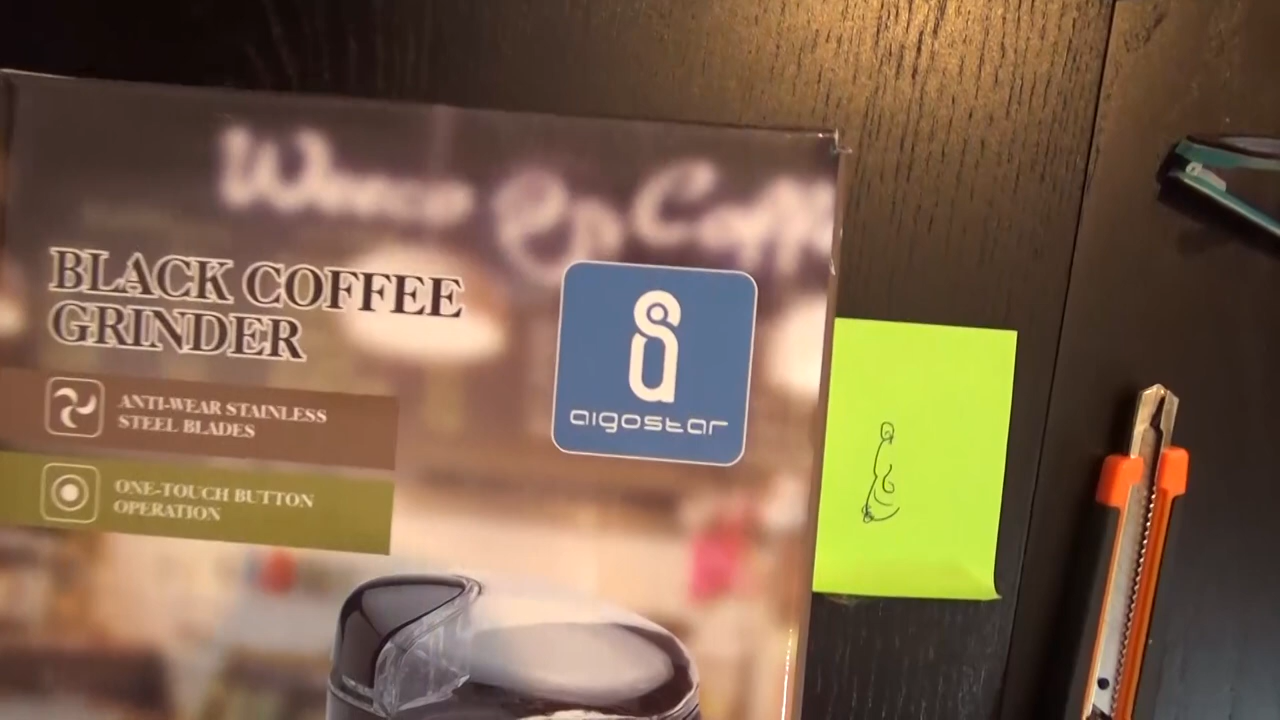 BLACK COFFEE
GRINDER
aigostar
ANTI-WEAR STAINLESS
STEEL BLADES
ONE-TOUCH BUTTON
OPERATION